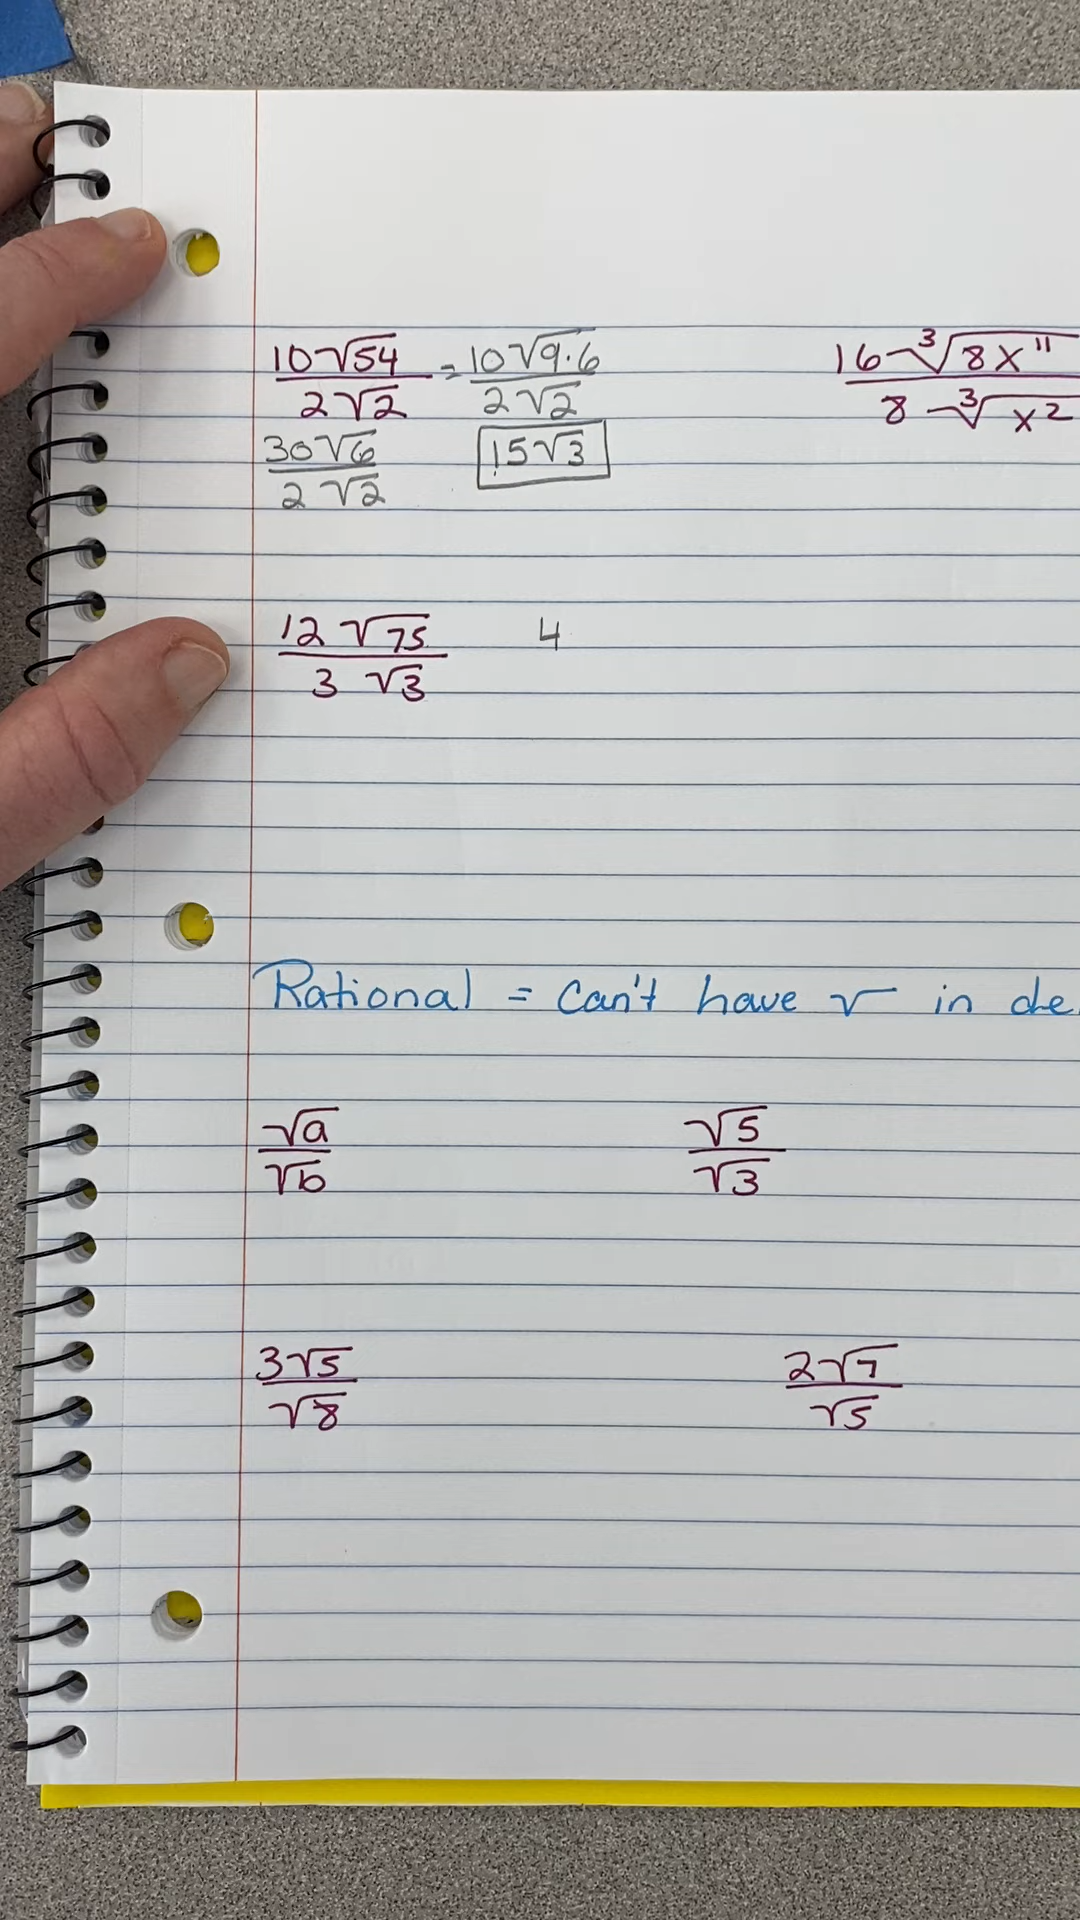 10√54 / 2√2 = 10√9·6 / 2√2
16 ∛8x¹¹ / 8 ∛x²
30√6 / 2√2
15√3
12√75 / 3√3 4
Rational = can't have √ in de
√a / √b
√5 / √3
3√5 / √8
2√7 / √5